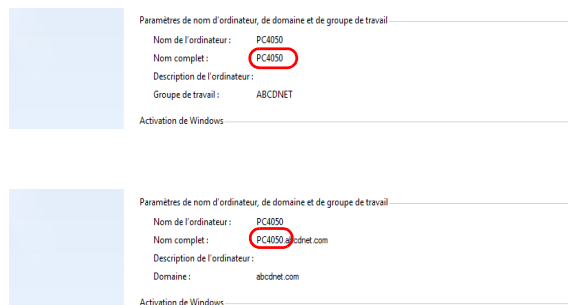 Paramètres de nom d'ordinateur, de domaine et de groupe de travail
Nom de l'ordinateur : PC4050
Nom complet : PC4050
Description de l'ordinateur :
Groupe de travail : ABCDNET
Activation de Windows
Paramètres de nom d'ordinateur, de domaine et de groupe de travail
Nom de l'ordinateur : PC4050
Nom complet : PC4050.abcdnet.com
Description de l'ordinateur :
Domaine : abcdnet.com
Activation de Windows